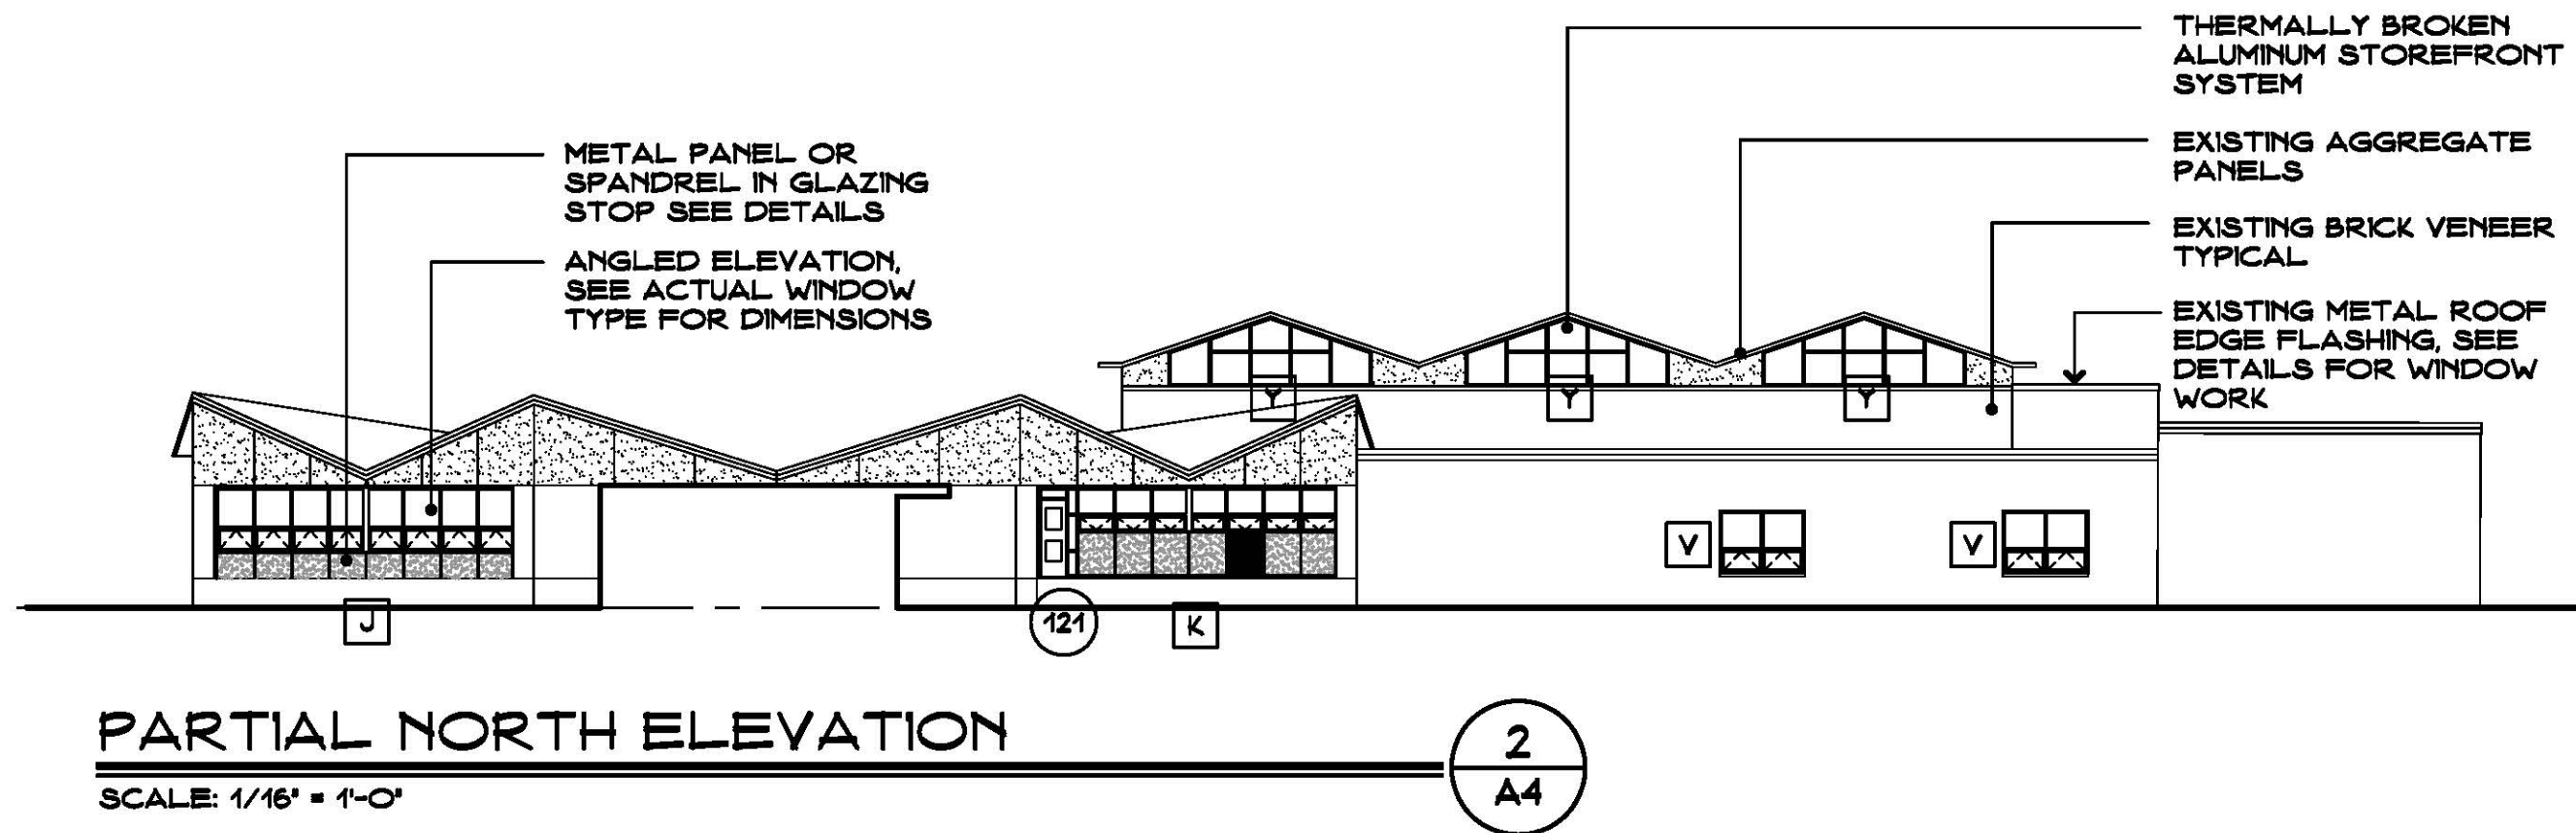 THERMALLY BROKEN
ALUMINUM STOREFRONT
SYSTEM
METAL PANEL OR
SPANDREL IN GLAZING
STOP SEE DETAILS
EXISTING AGGREGATE
PANELS
EXISTING BRICK VENEER
TYPICAL
ANGLED ELEVATION,
SEE ACTUAL WINDOW
TYPE FOR DIMENSIONS
EXISTING METAL ROOF
EDGE FLASHING, SEE
DETAILS FOR WINDOW
WORK
Y
Y
Y
V
V
J
121
K
PARTIAL NORTH ELEVATION
SCALE: 1/16" = 1'-0"
2
A4